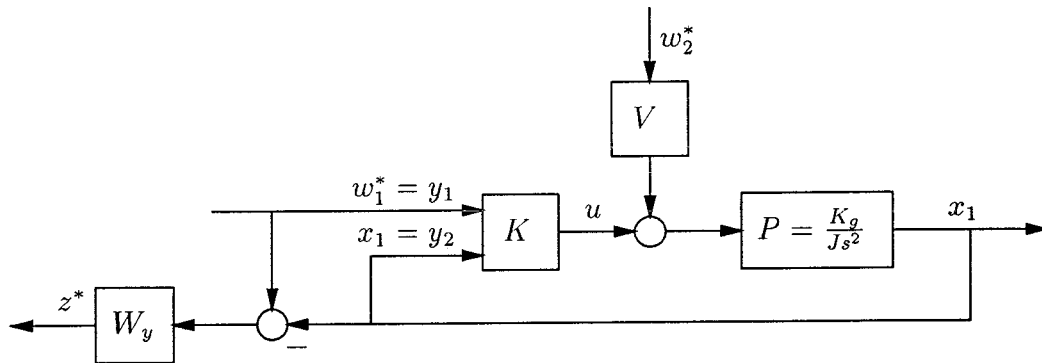 w_2^*
V
w_1^* = y_1
x_1 = y_2
K
u
P = \frac{K_g}{Js^2}
x_1
z^*
W_y
−